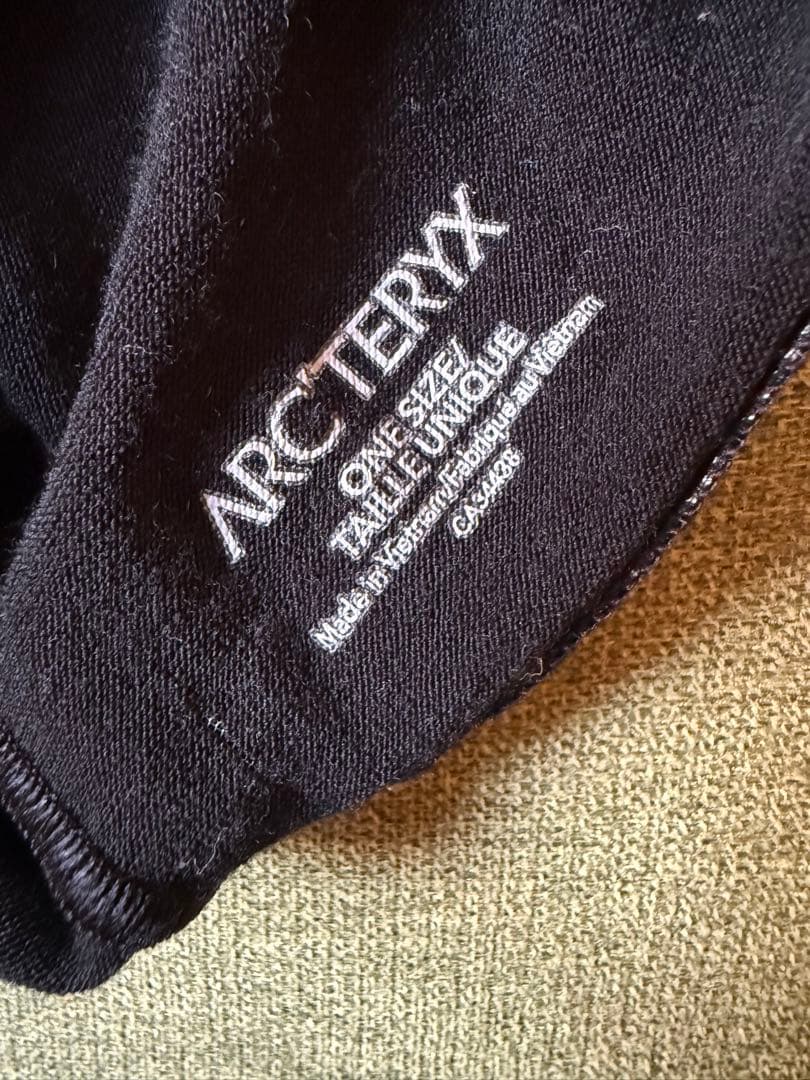 ARC'TERYX
ONE SIZE/
TAILLE UNIQUE
Made in Vietnam/Fabriqué au Vietnam
CA34438